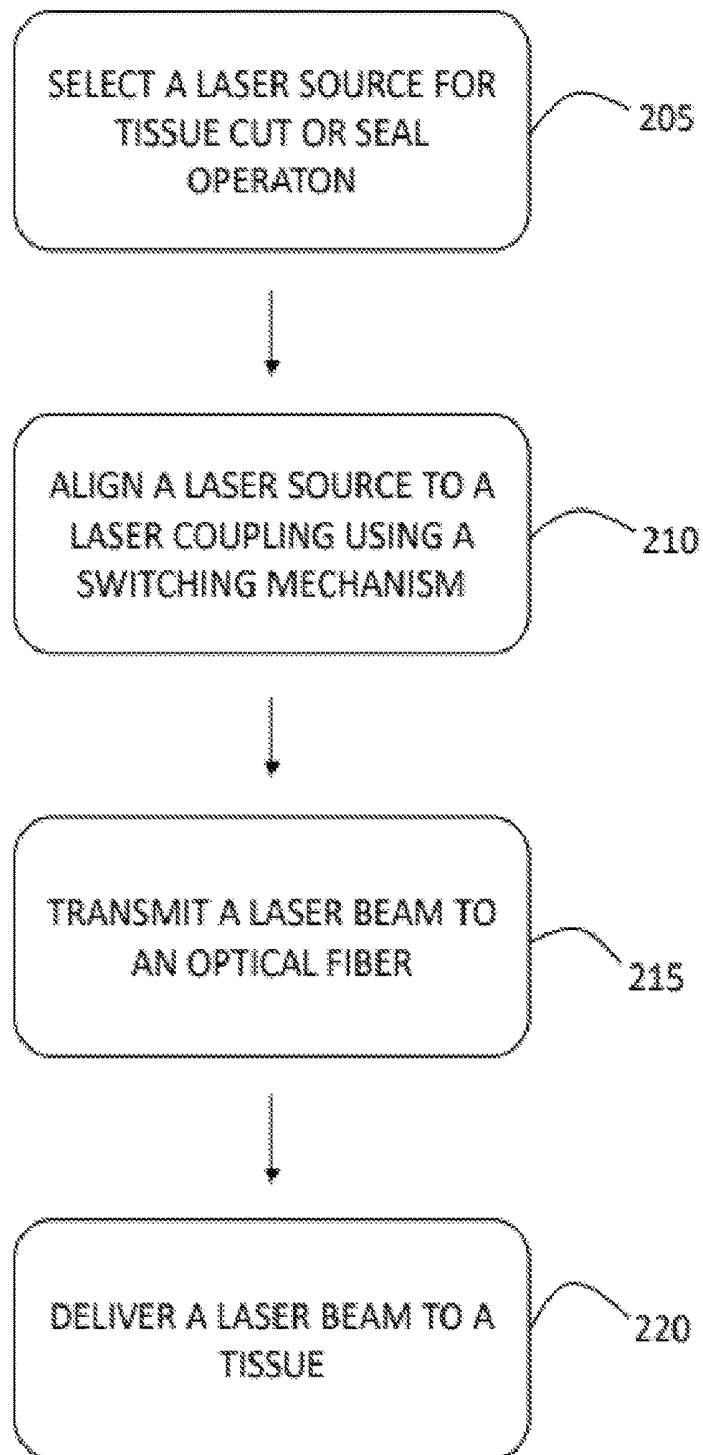 SELECT A LASER SOURCE FOR
TISSUE CUT OR SEAL
OPERATON
205
ALIGN A LASER SOURCE TO A
LASER COUPLING USING A
SWITCHING MECHANISM
210
TRANSMIT A LASER BEAM TO
AN OPTICAL FIBER
215
DELIVER A LASER BEAM TO A
TISSUE
220